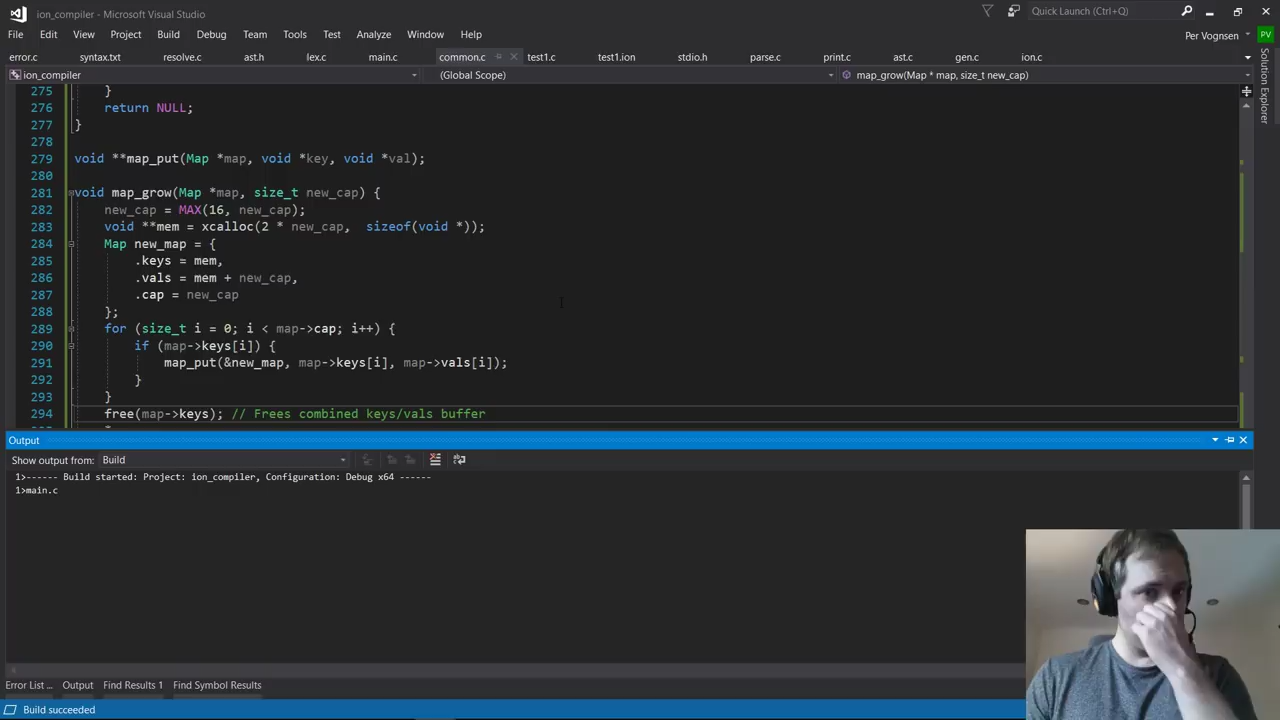 ion_compiler - Microsoft Visual Studio
Quick Launch (Ctrl+Q)
File Edit View Project Build Debug Team Tools Test Analyze Window Help
Per Vognsen PV
error.c syntax.txt resolve.c ast.h lex.c main.c common.c test1.c test1.ion stdio.h parse.c print.c ast.c gen.c ion.c
ion_compiler (Global Scope) map_grow(Map * map, size_t new_cap)
Solution Explorer
275 }
276 return NULL;
277 }
278
279 void **map_put(Map *map, void *key, void *val);
280
281 void map_grow(Map *map, size_t new_cap) {
282 new_cap = MAX(16, new_cap);
283 void **mem = xcalloc(2 * new_cap,  sizeof(void *));
284 Map new_map = {
285 .keys = mem,
286 .vals = mem + new_cap,
287 .cap = new_cap
288 };
289 for (size_t i = 0; i < map->cap; i++) {
290 if (map->keys[i]) {
291 map_put(&new_map, map->keys[i], map->vals[i]);
292 }
293 }
294 free(map->keys); // Frees combined keys/vals buffer
Output
Show output from: Build
1>------ Build started: Project: ion_compiler, Configuration: Debug x64 ------
1>main.c
Error List ... Output Find Results 1 Find Symbol Results
Build succeeded